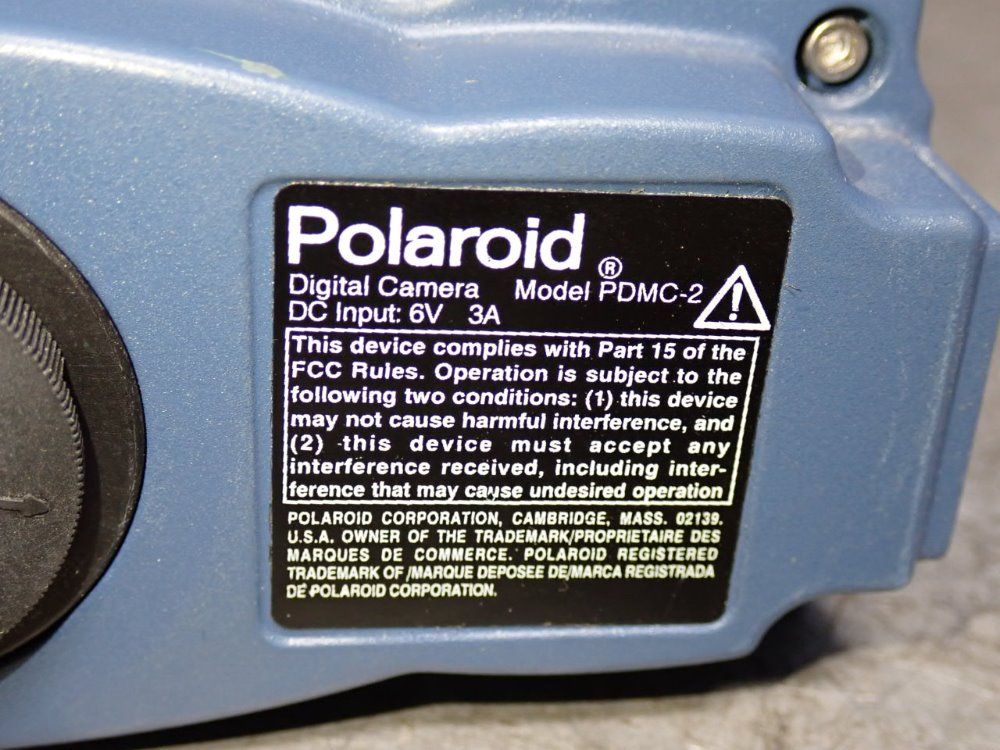 Polaroid®
Digital Camera Model PDMC-2
DC Input: 6V 3A
This device complies with Part 15 of the
FCC Rules. Operation is subject to the
following two conditions: (1) this device
may not cause harmful interference, and
(2) this device must accept any
interference received, including inter-
ference that may cause undesired operation
POLAROID CORPORATION, CAMBRIDGE, MASS. 02139.
U.S.A. OWNER OF THE TRADEMARK/PROPRIETAIRE DES
MARQUES DE COMMERCE. POLAROID REGISTERED
TRADEMARK OF /MARQUE DEPOSEE DE/MARCA REGISTRADA
DE POLAROID CORPORATION.